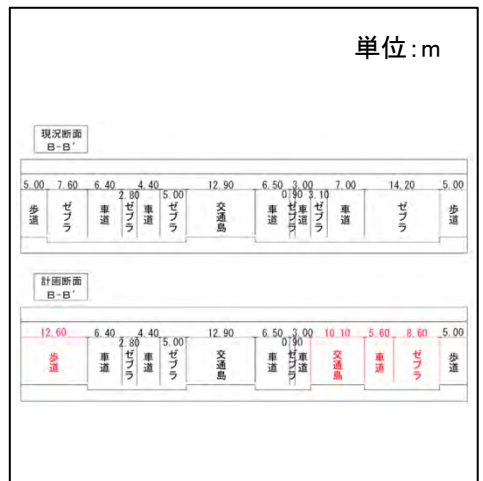 単位:m
現況断面
B-B'
5.00 7.60 6.40 4.40 12.90 6.50 3.00 7.00 14.20 5.00
2.80 5.00 0.90 3.10
歩道 ゼブラ 車道 ゼブラ 車道 ゼブラ 交通島 車道 ゼブラ 車道 ゼブラ 車道 ゼブラ 歩道
計画断面
B-B'
12.60 6.40 4.40 12.90 6.50 3.00 10.10 5.60 8.60 5.00
2.80 5.00 0.90
歩道 車道 ゼブラ 車道 ゼブラ 交通島 車道 ゼブラ 車道 交通島 車道 ゼブラ 歩道